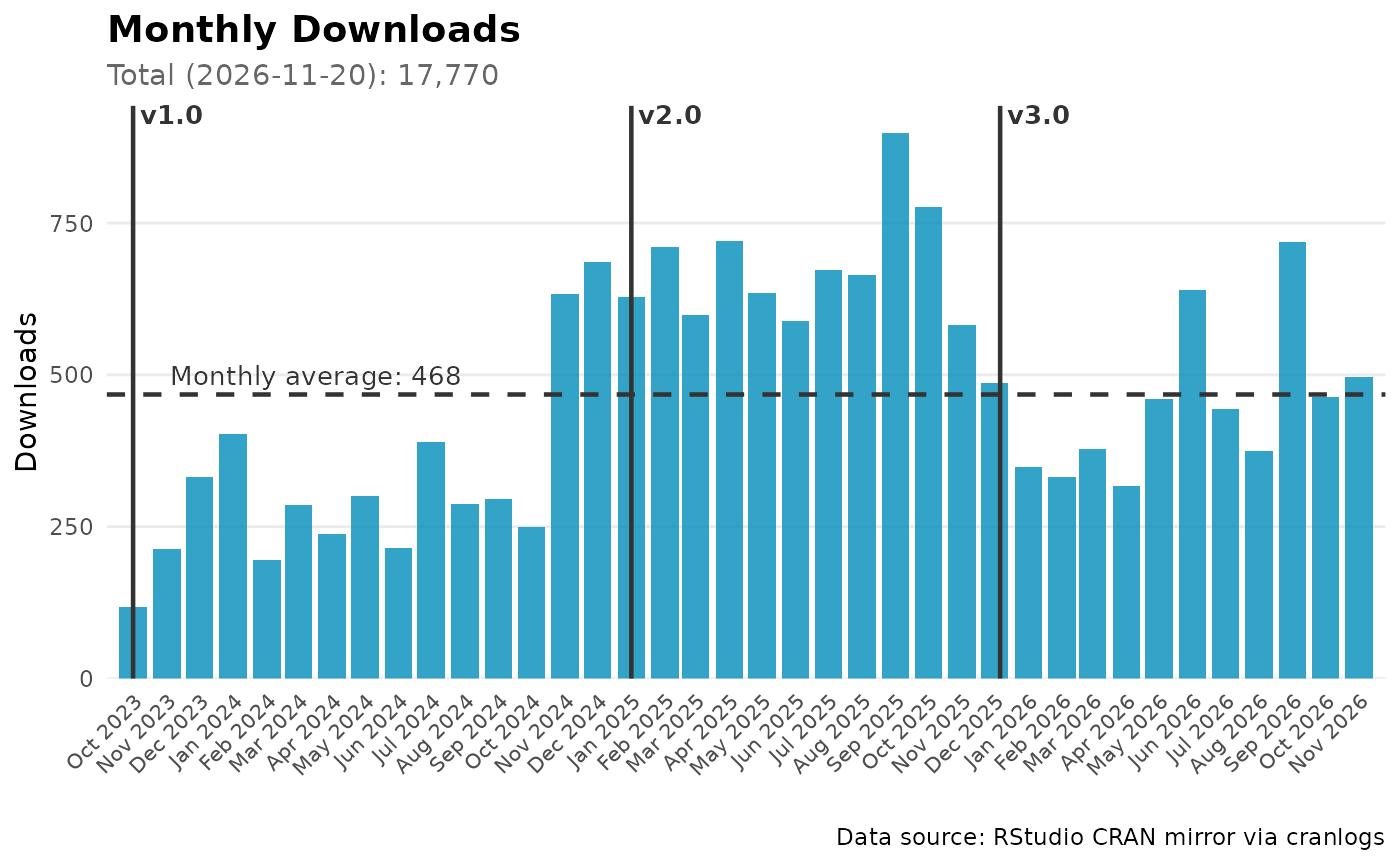 Monthly Downloads
Total (2026-11-20): 17,770
v1.0
v2.0
v3.0
750
500
250
0
Downloads
Monthly average: 468
Oct 2023
Nov 2023
Dec 2023
Jan 2024
Feb 2024
Mar 2024
Apr 2024
May 2024
Jun 2024
Jul 2024
Aug 2024
Sep 2024
Oct 2024
Nov 2024
Dec 2024
Jan 2025
Feb 2025
Mar 2025
Apr 2025
May 2025
Jun 2025
Jul 2025
Aug 2025
Sep 2025
Oct 2025
Nov 2025
Dec 2025
Jan 2026
Feb 2026
Mar 2026
Apr 2026
May 2026
Jun 2026
Jul 2026
Aug 2026
Sep 2026
Oct 2026
Nov 2026
Data source: RStudio CRAN mirror via cranlogs